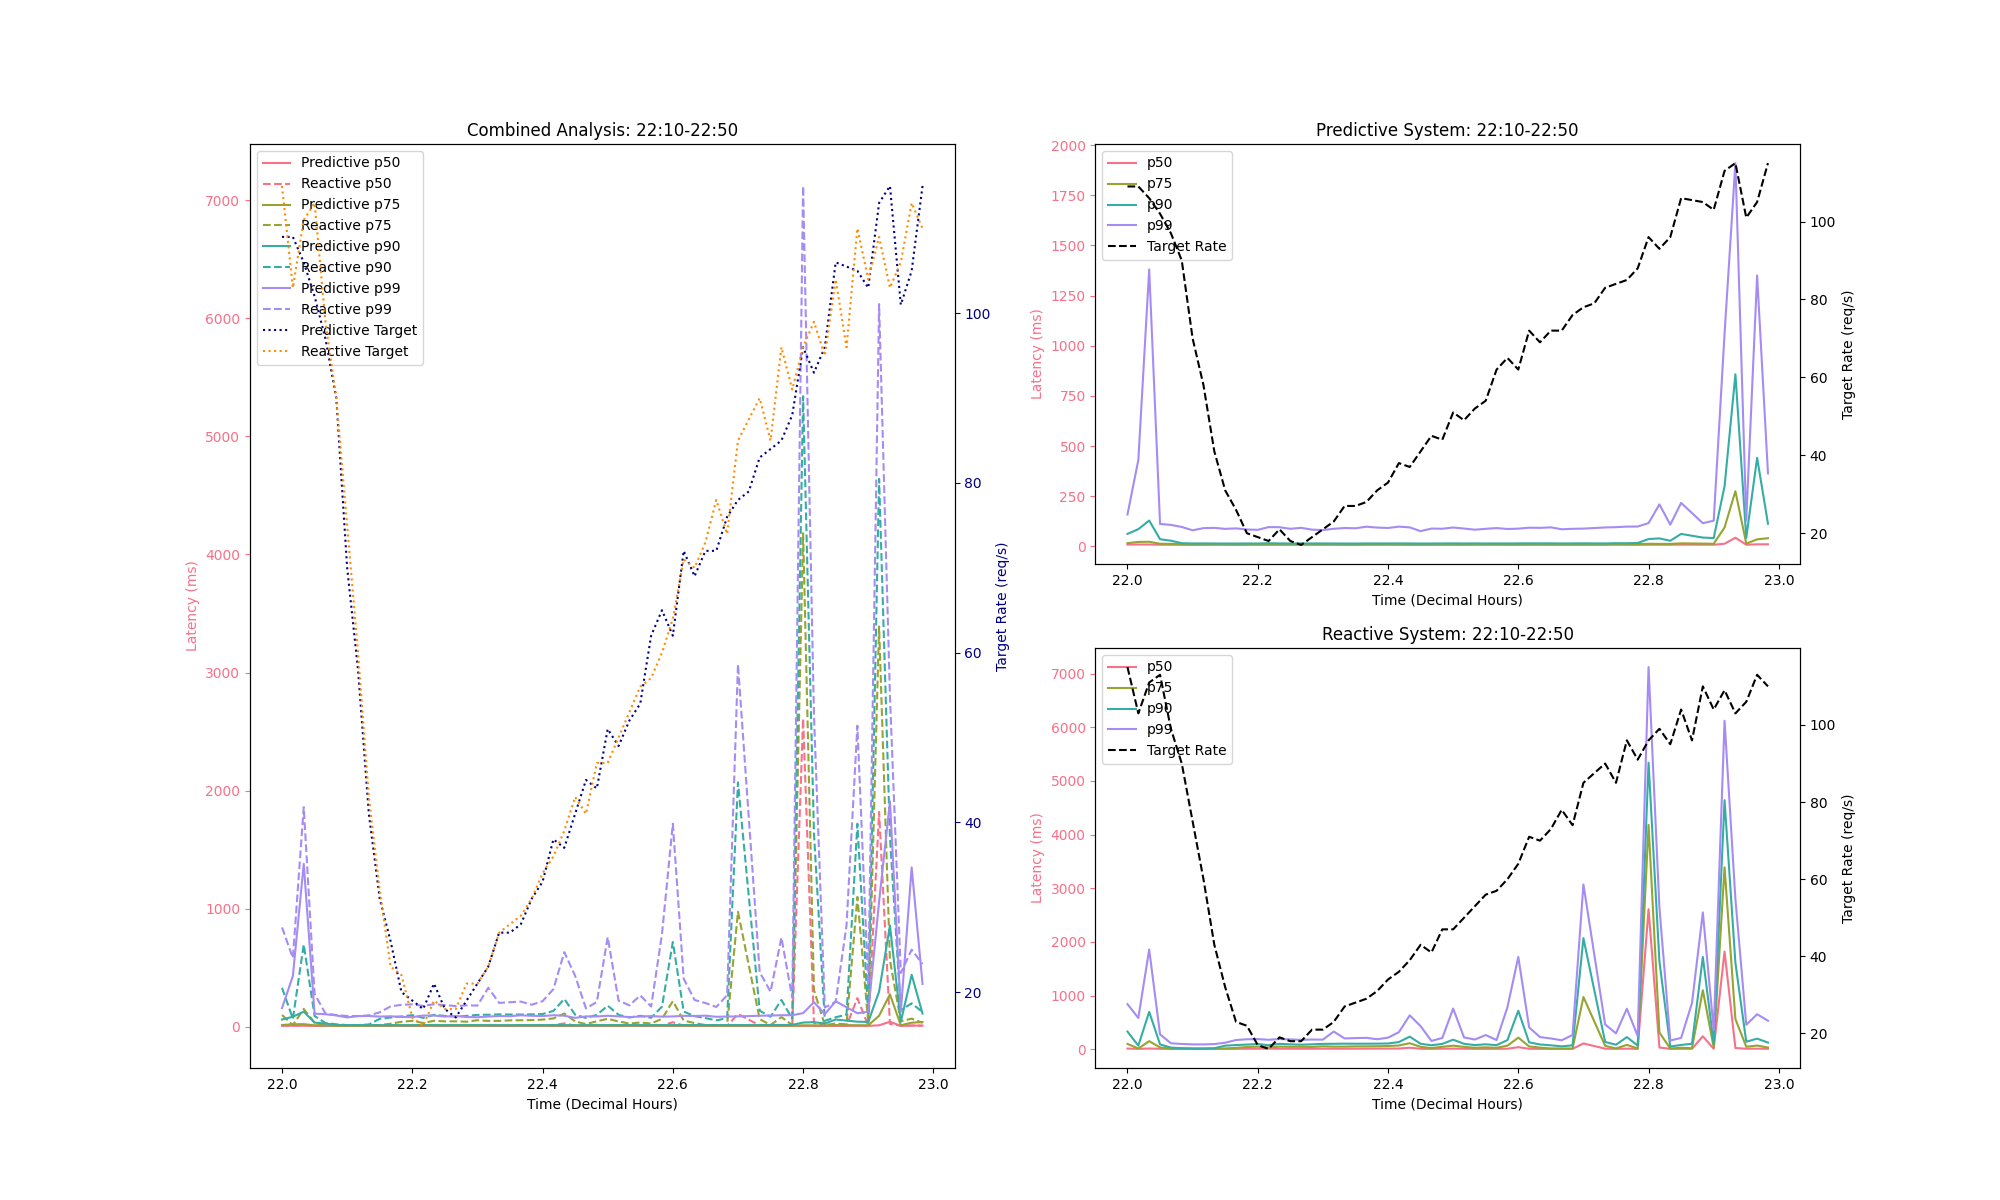 Combined Analysis: 22:10-22:50
Predictive p50
Reactive p50
Predictive p75
Reactive p75
Predictive p90
Reactive p90
Predictive p99
Reactive p99
Predictive Target
Reactive Target
7000
6000
5000
4000
3000
2000
1000
0
Latency (ms)
100
80
60
40
20
Target Rate (req/s)
22.0 22.2 22.4 22.6 22.8 23.0
Time (Decimal Hours)
Predictive System: 22:10-22:50
p50
p75
p90
p99
Target Rate
2000
1750
1500
1250
1000
750
500
250
0
Latency (ms)
100
80
60
40
20
Target Rate (req/s)
22.0 22.2 22.4 22.6 22.8 23.0
Time (Decimal Hours)
Reactive System: 22:10-22:50
p50
p75
p90
p99
Target Rate
7000
6000
5000
4000
3000
2000
1000
0
Latency (ms)
100
80
60
40
20
Target Rate (req/s)
22.0 22.2 22.4 22.6 22.8 23.0
Time (Decimal Hours)